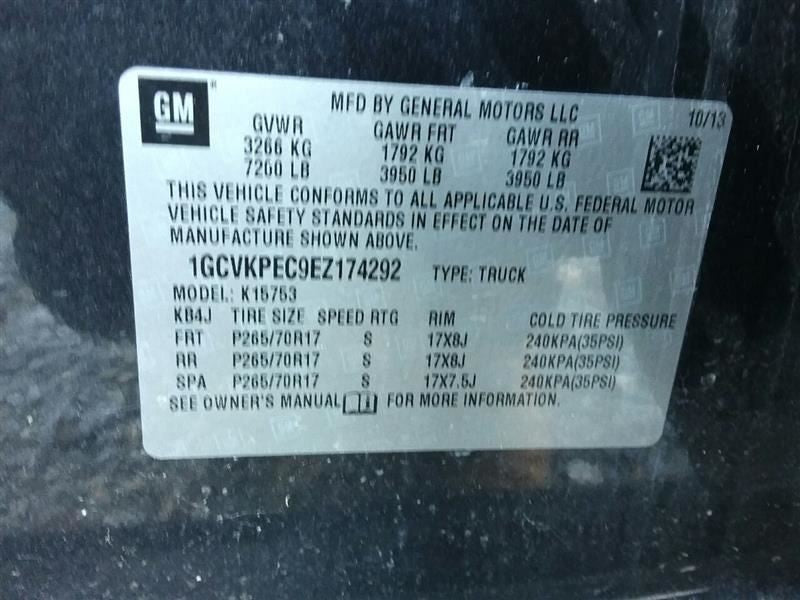 GM
MFD BY GENERAL MOTORS LLC 10/13
GVWR GAWR FRT GAWR RR
3266 KG 1792 KG 1792 KG
7260 LB 3950 LB 3950 LB
THIS VEHICLE CONFORMS TO ALL APPLICABLE U.S. FEDERAL MOTOR
VEHICLE SAFETY STANDARDS IN EFFECT ON THE DATE OF
MANUFACTURE SHOWN ABOVE.
1GCVKPEC9EZ174292 TYPE: TRUCK
MODEL: K15753
KB4J TIRE SIZE SPEED RTG RIM COLD TIRE PRESSURE
FRT P265/70R17 S 17X8J 240KPA(35PSI)
RR P265/70R17 S 17X8J 240KPA(35PSI)
SPA P265/70R17 S 17X7.5J 240KPA(35PSI)
SEE OWNER'S MANUAL FOR MORE INFORMATION.